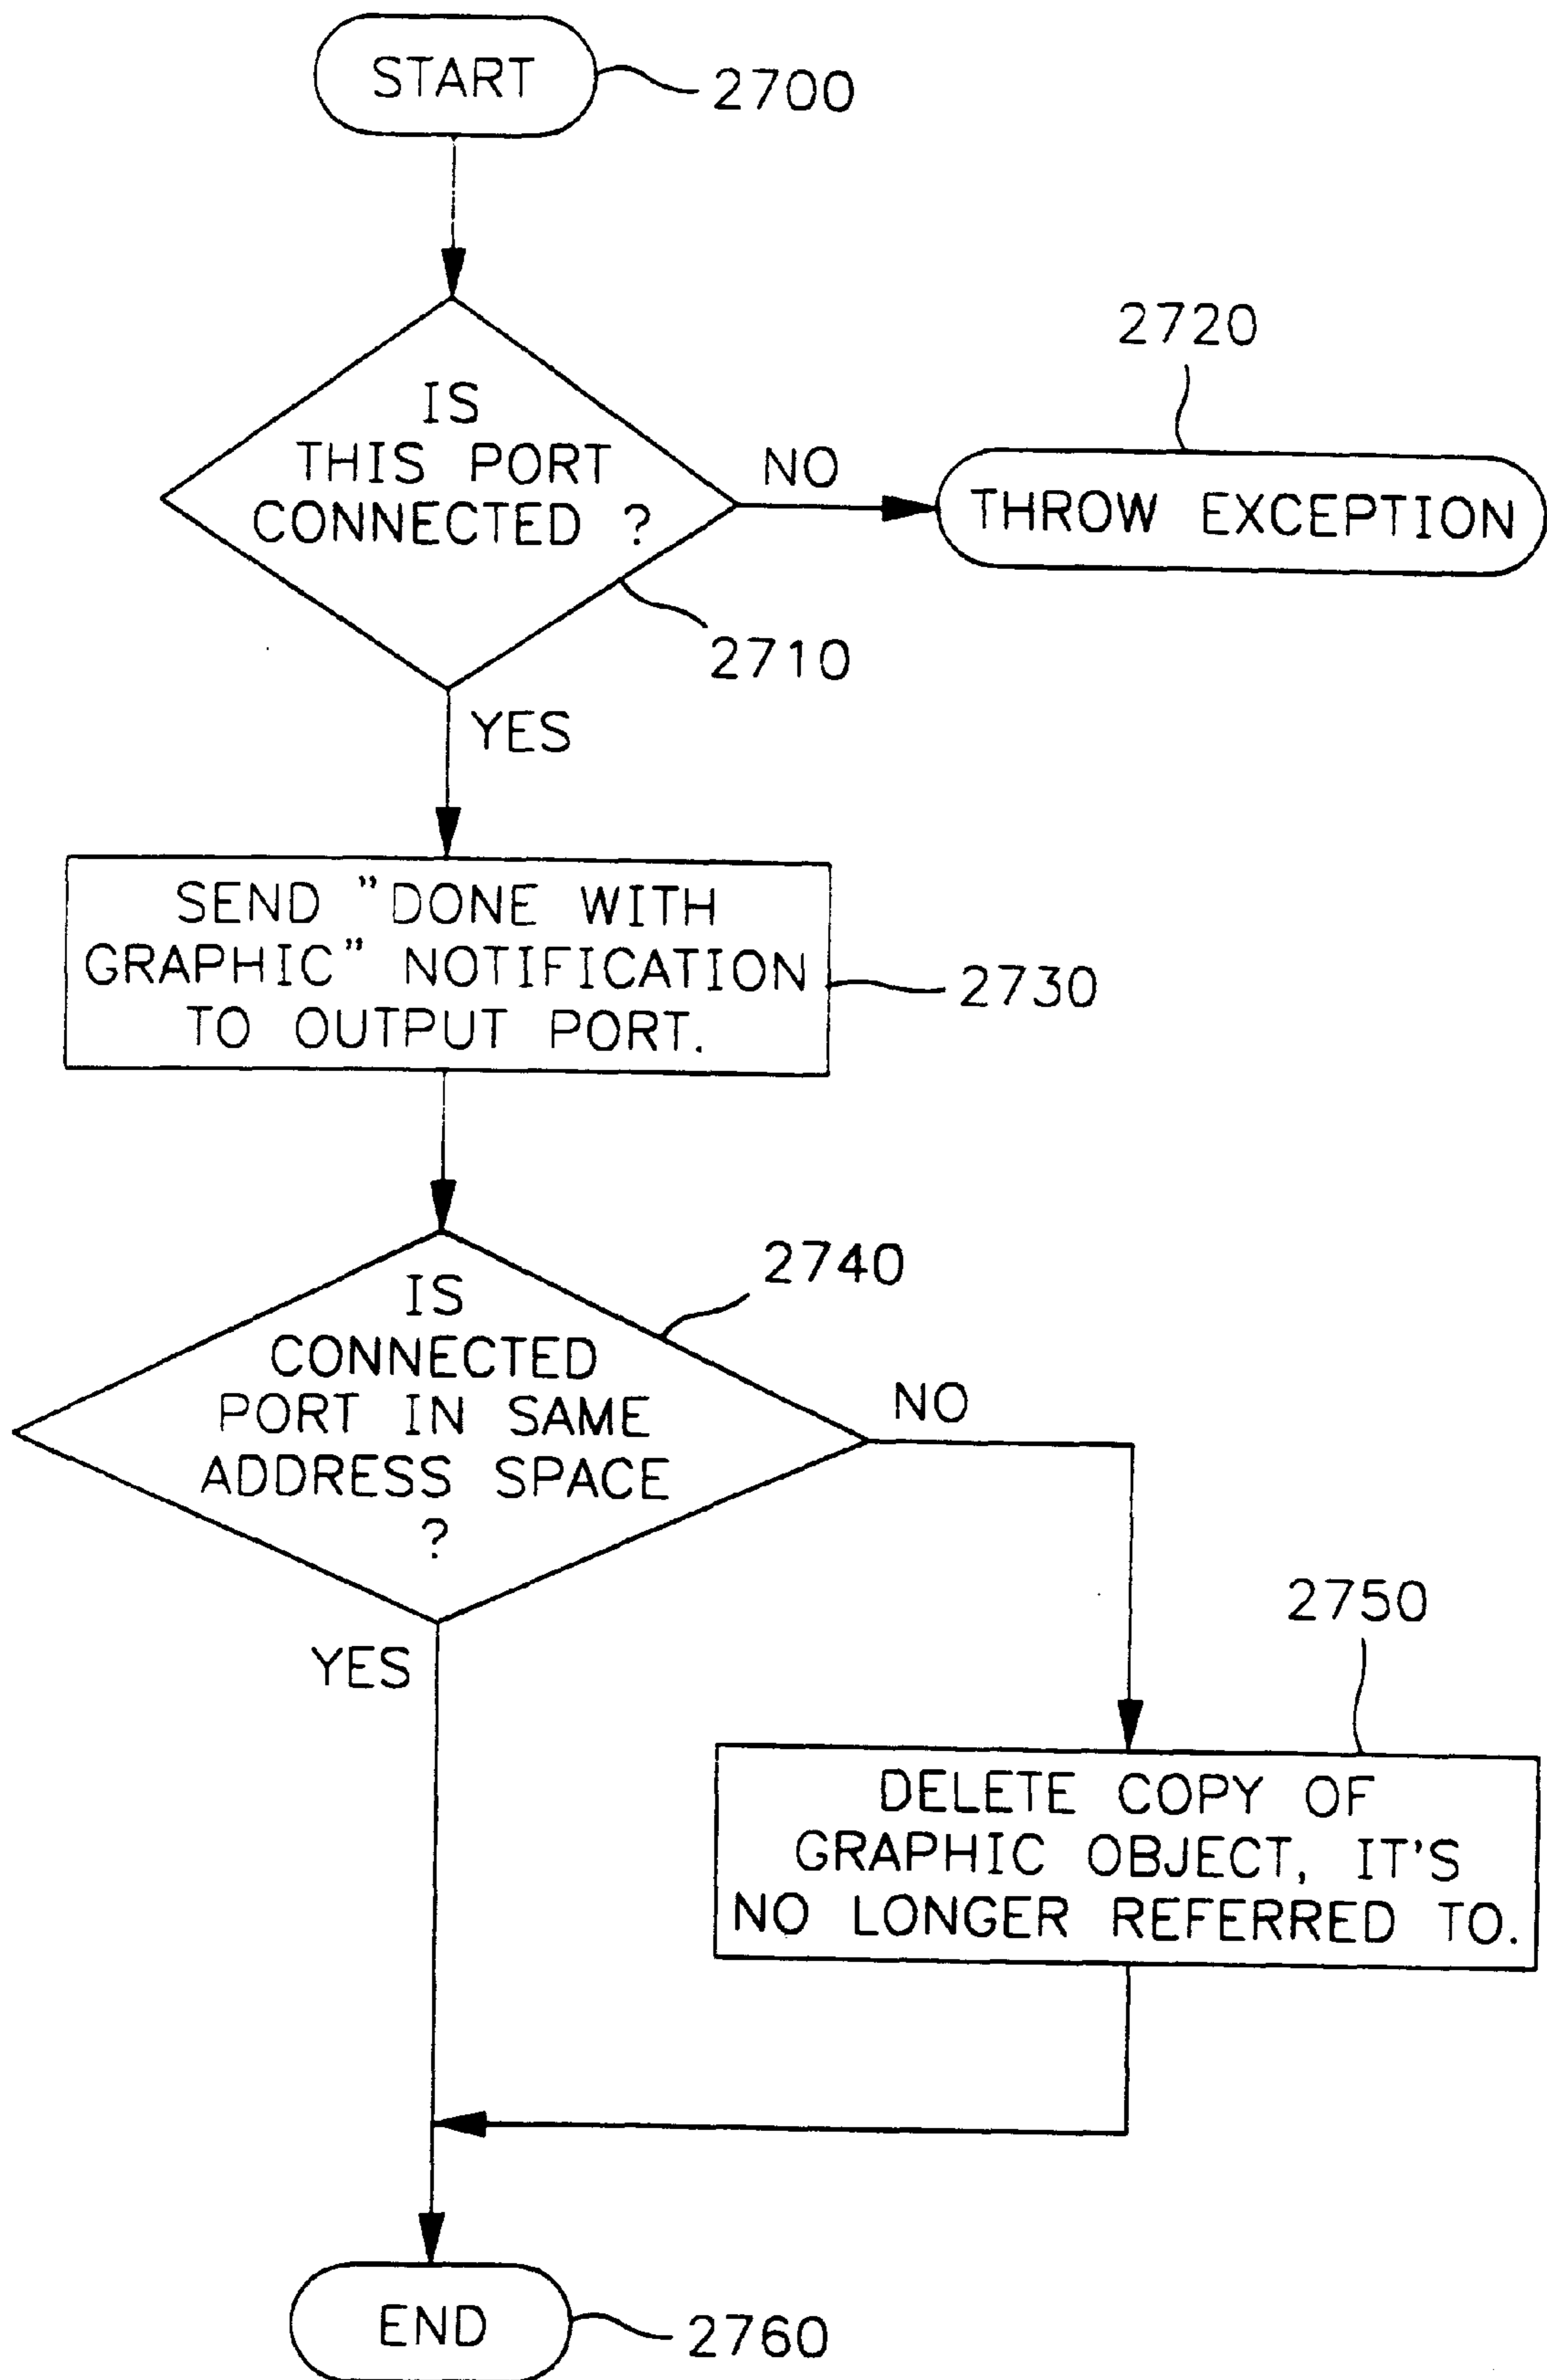 START
2700
IS
THIS PORT
CONNECTED ?
NO
2720
THROW EXCEPTION
2710
YES
SEND "DONE WITH
GRAPHIC" NOTIFICATION
TO OUTPUT PORT.
2730
2740
IS
CONNECTED
PORT IN SAME
ADDRESS SPACE
?
NO
YES
2750
DELETE COPY OF
GRAPHIC OBJECT, IT'S
NO LONGER REFERRED TO.
END
2760